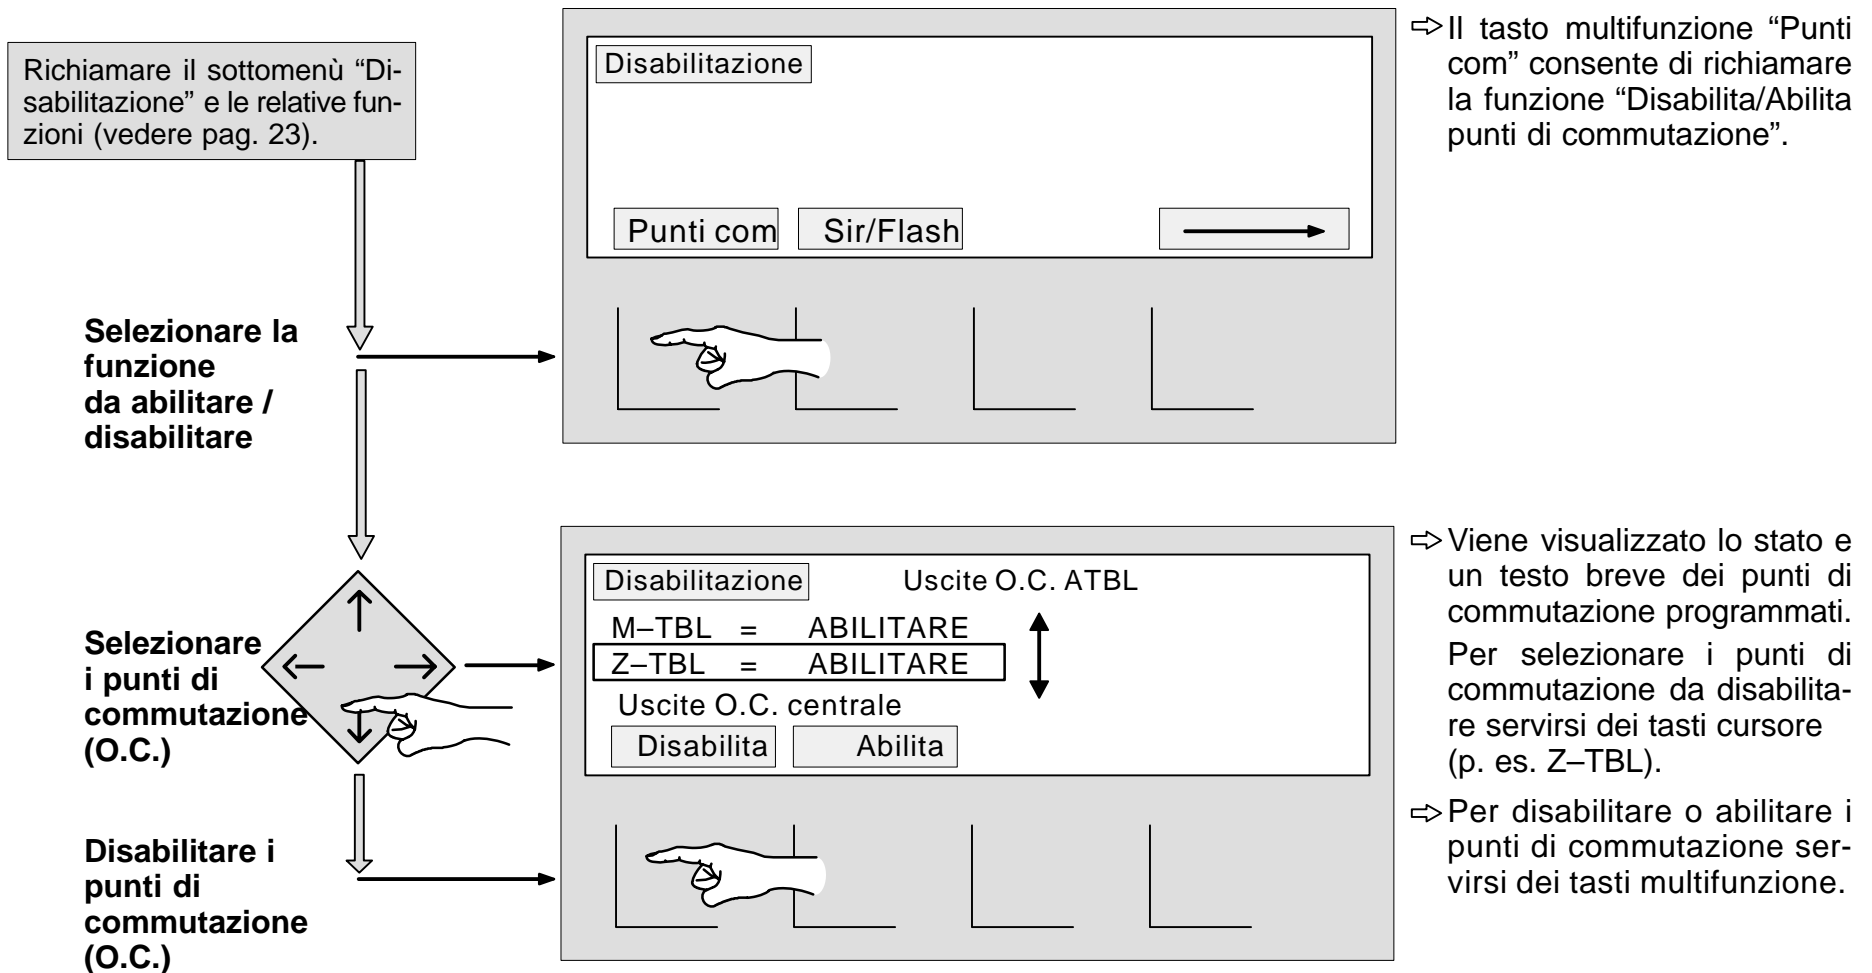 Richiamare il sottomenù “Di-
sabilitazione” e le relative fun-
zioni (vedere pag. 23).
Disabilitazione
Punti com
Sir/Flash
⇨ Il tasto multifunzione “Punti
com” consente di richiamare
la funzione “Disabilita/Abilita
punti di commutazione”.
Selezionare la
funzione
da abilitare /
disabilitare
Selezionare
i punti di
commutazione
(O.C.)
Disabilitazione
Uscite O.C. ATBL
M–TBL = ABILITARE
Z–TBL = ABILITARE
Uscite O.C. centrale
Disabilita
Abilita
⇨ Viene visualizzato lo stato e
un testo breve dei punti di
commutazione programmati.
Per selezionare i punti di
commutazione da disabilita-
re servirsi dei tasti cursore
(p. es. Z–TBL).
Disabilitare i
punti di
commutazione
(O.C.)
⇨ Per disabilitare o abilitare i
punti di commutazione ser-
virsi dei tasti multifunzione.